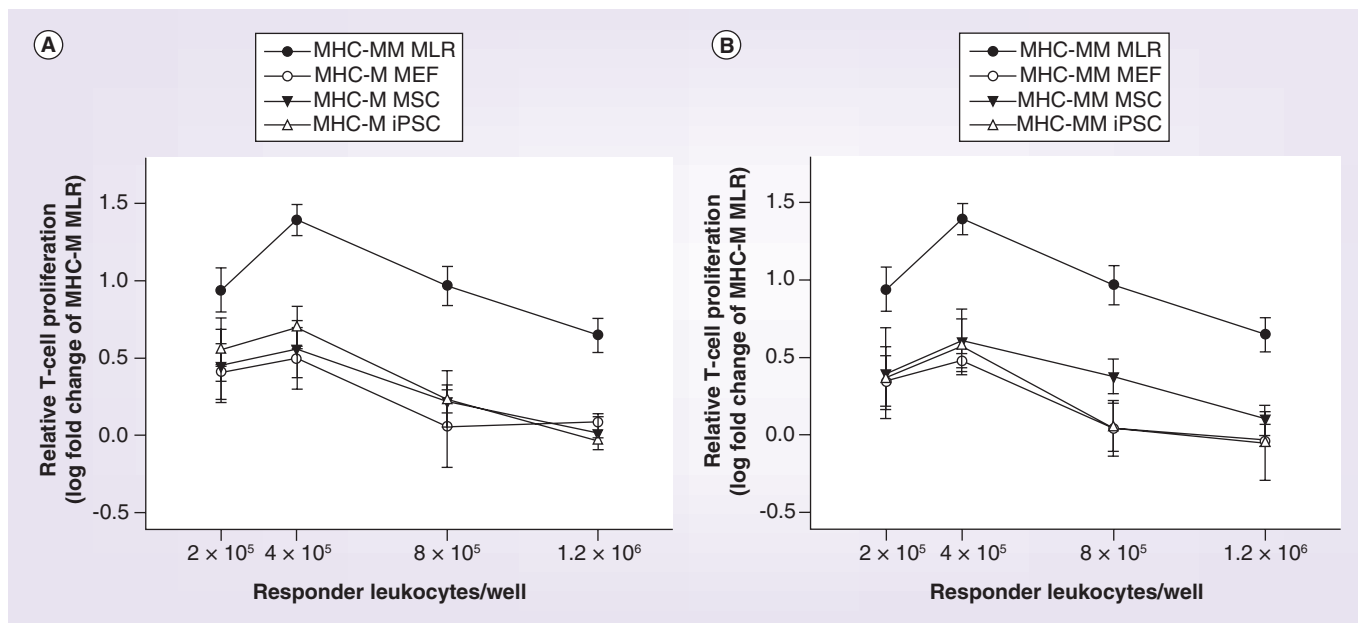 A
MHC-MM MLR
MHC-M MEF
MHC-M MSC
MHC-M iPSC
Relative T-cell proliferation
(log fold change of MHC-M MLR)
1.5
1.0
0.5
0.0
-0.5
2 × 10⁵ 4 × 10⁵ 8 × 10⁵ 1.2 × 10⁶
Responder leukocytes/well
B
MHC-MM MLR
MHC-MM MEF
MHC-MM MSC
MHC-MM iPSC
Relative T-cell proliferation
(log fold change of MHC-M MLR)
1.5
1.0
0.5
0.0
-0.5
2 × 10⁵ 4 × 10⁵ 8 × 10⁵ 1.2 × 10⁶
Responder leukocytes/well